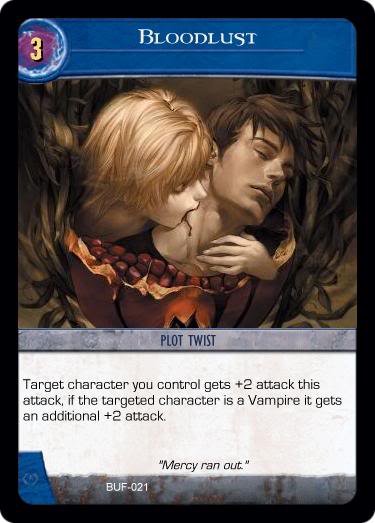 3
Bloodlust
PLOT TWIST
Target character you control gets +2 attack this
attack, if the targeted character is a Vampire it gets
an additional +2 attack.
"Mercy ran out."
BUF-021